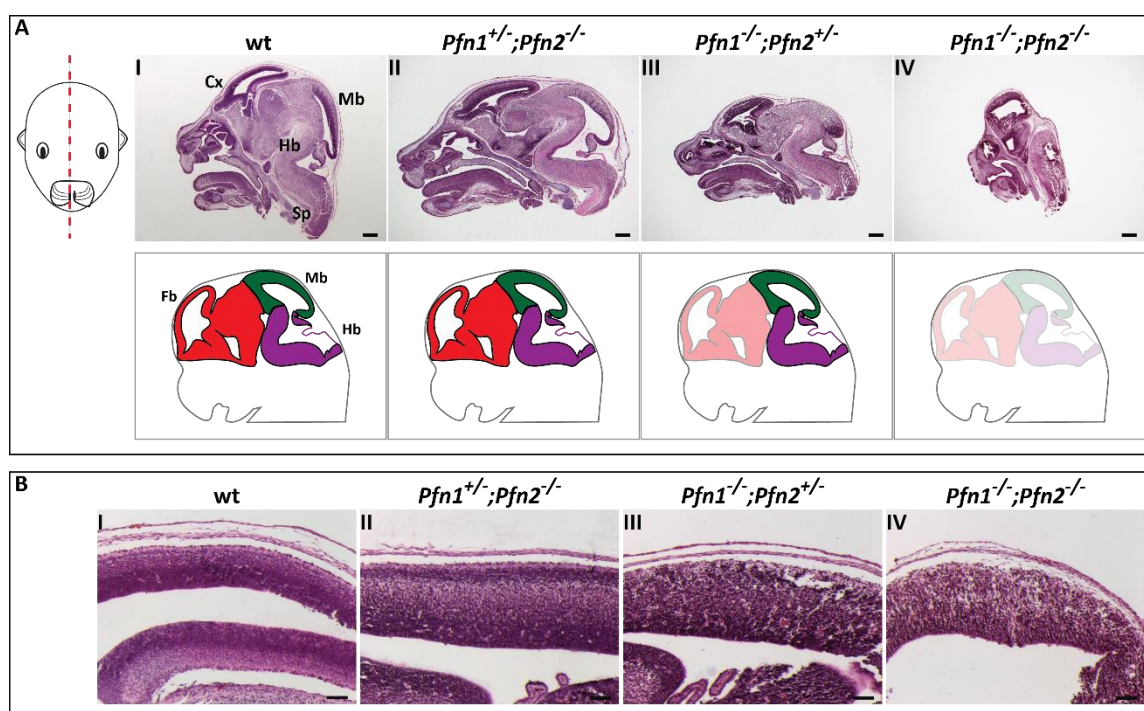 A
wt Pfn1+/-;Pfn2-/- Pfn1-/-;Pfn2+/- Pfn1-/-;Pfn2-/-
I II III IV
Cx
Mb
Hb
Sp
Mb
Fb
Hb
B
wt Pfn1+/-;Pfn2-/- Pfn1-/-;Pfn2+/- Pfn1-/-;Pfn2-/-
I II III IV